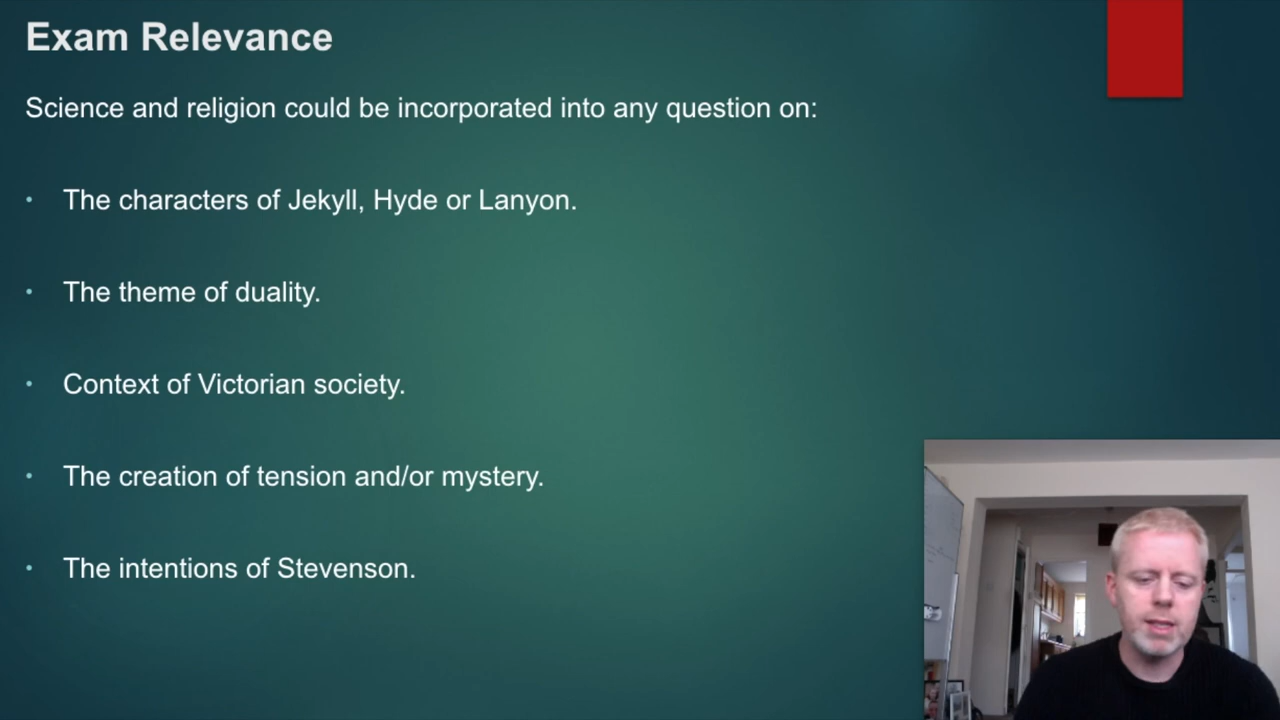 Exam Relevance
Science and religion could be incorporated into any question on:
• The characters of Jekyll, Hyde or Lanyon.
• The theme of duality.
• Context of Victorian society.
• The creation of tension and/or mystery.
• The intentions of Stevenson.